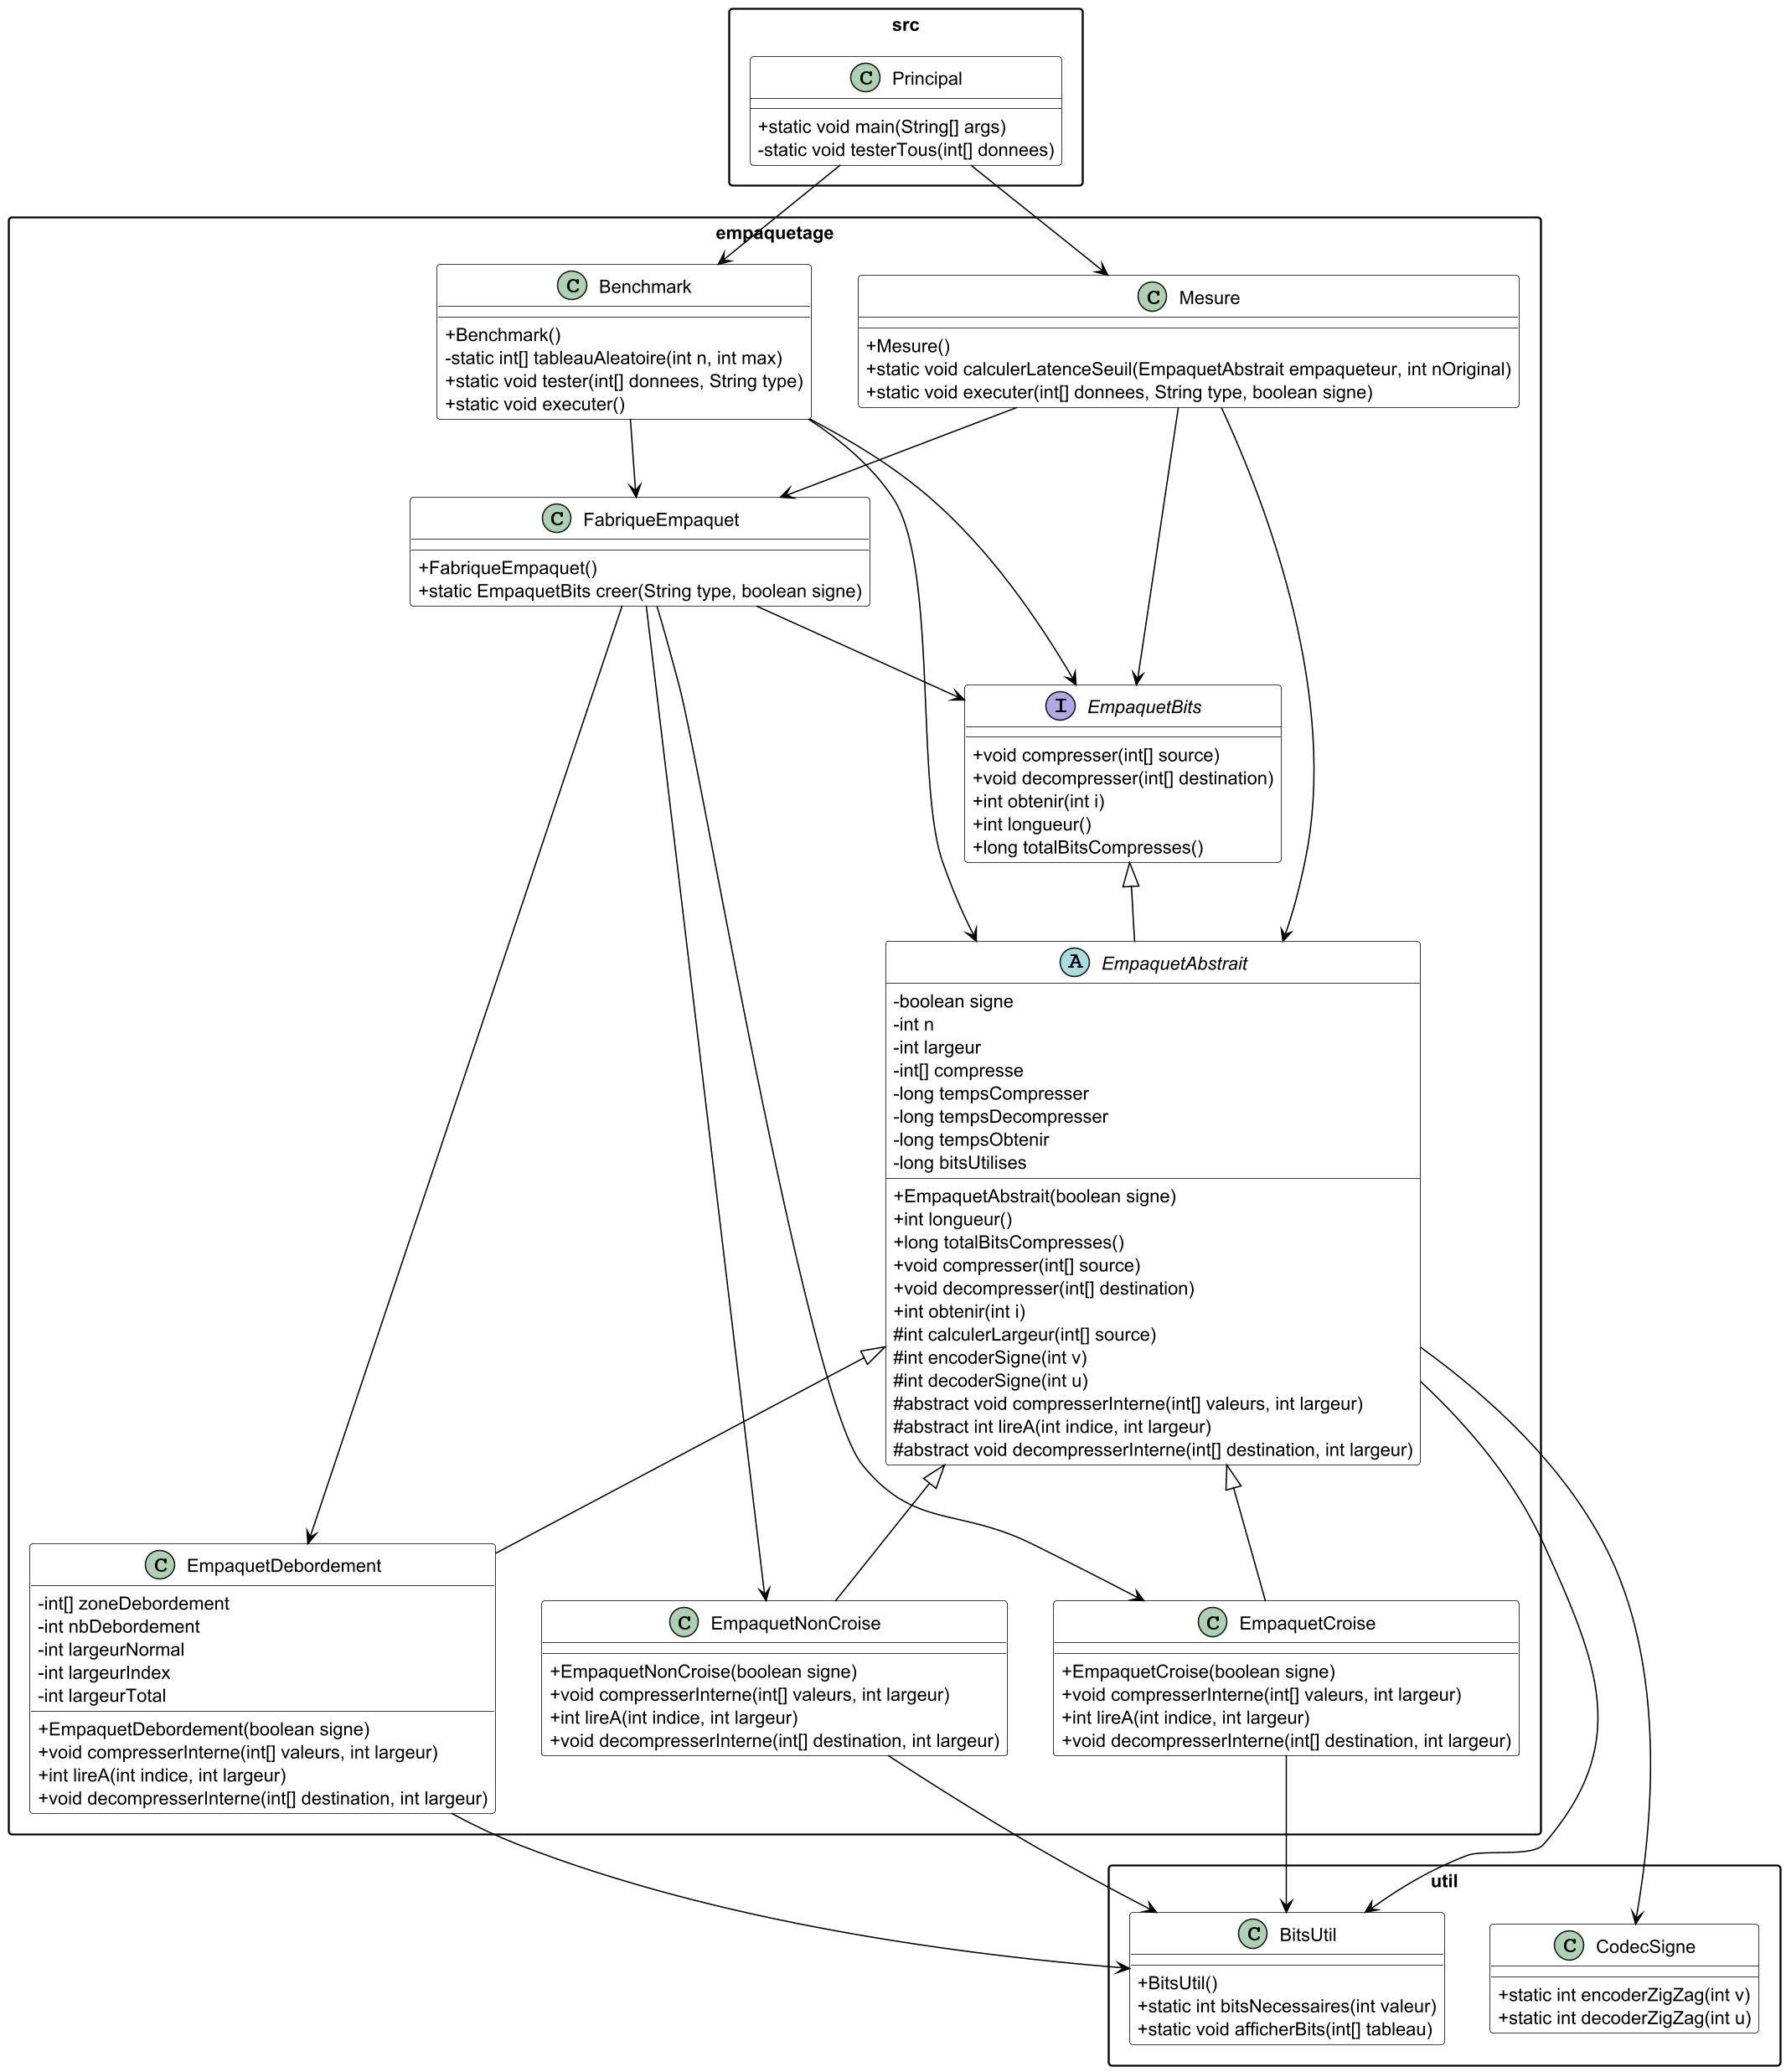 src
C Principal
+static void main(String[] args)
-static void testerTous(int[] donnees)
empaquetage
C Benchmark
+Benchmark()
-static int[] tableauAleatoire(int n, int max)
+static void tester(int[] donnees, String type)
+static void executer()
C Mesure
+Mesure()
+static void calculerLatenceSeuil(EmpaquetAbstrait empaqueteur, int nOriginal)
+static void executer(int[] donnees, String type, boolean signe)
C FabriqueEmpaquet
+FabriqueEmpaquet()
+static EmpaquetBits creer(String type, boolean signe)
I EmpaquetBits
+void compresser(int[] source)
+void decompresser(int[] destination)
+int obtenir(int i)
+int longueur()
+long totalBitsCompresses()
A EmpaquetAbstrait
-boolean signe
-int n
-int largeur
-int[] compresse
-long tempsCompresser
-long tempsDecompresser
-long tempsObtenir
-long bitsUtilises
+EmpaquetAbstrait(boolean signe)
+int longueur()
+long totalBitsCompresses()
+void compresser(int[] source)
+void decompresser(int[] destination)
+int obtenir(int i)
#int calculerLargeur(int[] source)
#int encoderSigne(int v)
#int decoderSigne(int u)
#abstract void compresserInterne(int[] valeurs, int largeur)
#abstract int lireA(int indice, int largeur)
#abstract void decompresserInterne(int[] destination, int largeur)
C EmpaquetDebordement
-int[] zoneDebordement
-int nbDebordement
-int largeurNormal
-int largeurIndex
-int largeurTotal
+EmpaquetDebordement(boolean signe)
+void compresserInterne(int[] valeurs, int largeur)
+int lireA(int indice, int largeur)
+void decompresserInterne(int[] destination, int largeur)
C EmpaquetNonCroise
+EmpaquetNonCroise(boolean signe)
+void compresserInterne(int[] valeurs, int largeur)
+int lireA(int indice, int largeur)
+void decompresserInterne(int[] destination, int largeur)
C EmpaquetCroise
+EmpaquetCroise(boolean signe)
+void compresserInterne(int[] valeurs, int largeur)
+int lireA(int indice, int largeur)
+void decompresserInterne(int[] destination, int largeur)
util
C BitsUtil
+BitsUtil()
+static int bitsNecessaires(int valeur)
+static void afficherBits(int[] tableau)
C CodecSigne
+static int encoderZigZag(int v)
+static int decoderZigZag(int u)